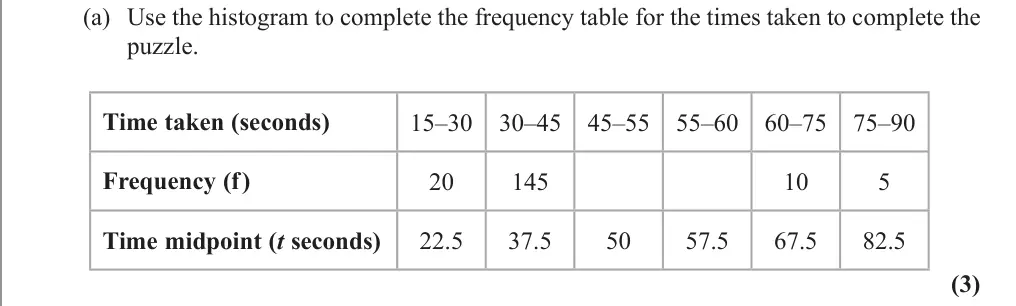 (a) Use the histogram to complete the frequency table for the times taken to complete the
puzzle.
Time taken (seconds) 15–30 30–45 45–55 55–60 60–75 75–90
Frequency (f) 20 145 10 5
Time midpoint (t seconds) 22.5 37.5 50 57.5 67.5 82.5
(3)